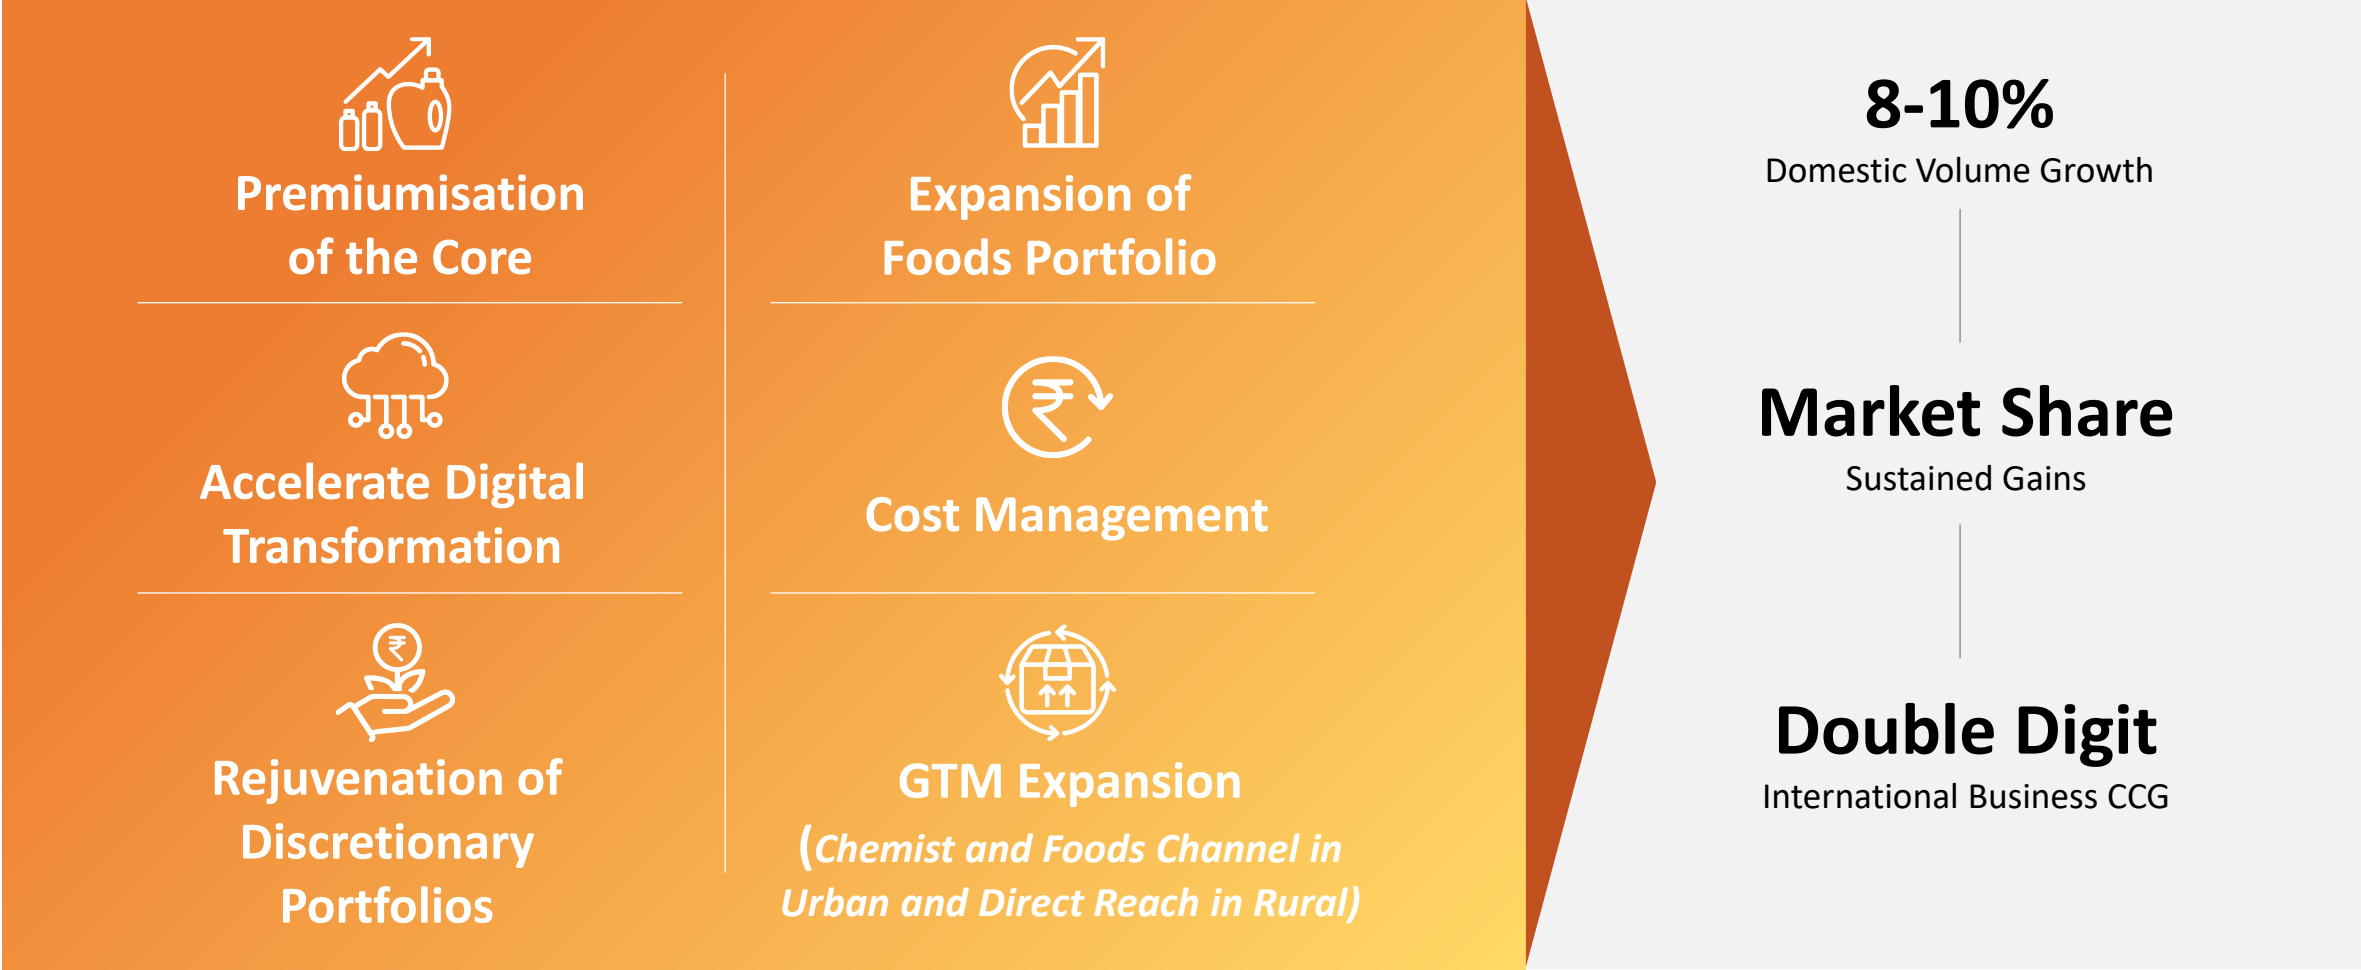 Premiumisation
of the Core
Expansion of
Foods Portfolio
Accelerate Digital
Transformation
₹
Cost Management
₹
Rejuvenation of
Discretionary
Portfolios
GTM Expansion
(Chemist and Foods Channel in
Urban and Direct Reach in Rural)
8-10%
Domestic Volume Growth
Market Share
Sustained Gains
Double Digit
International Business CCG